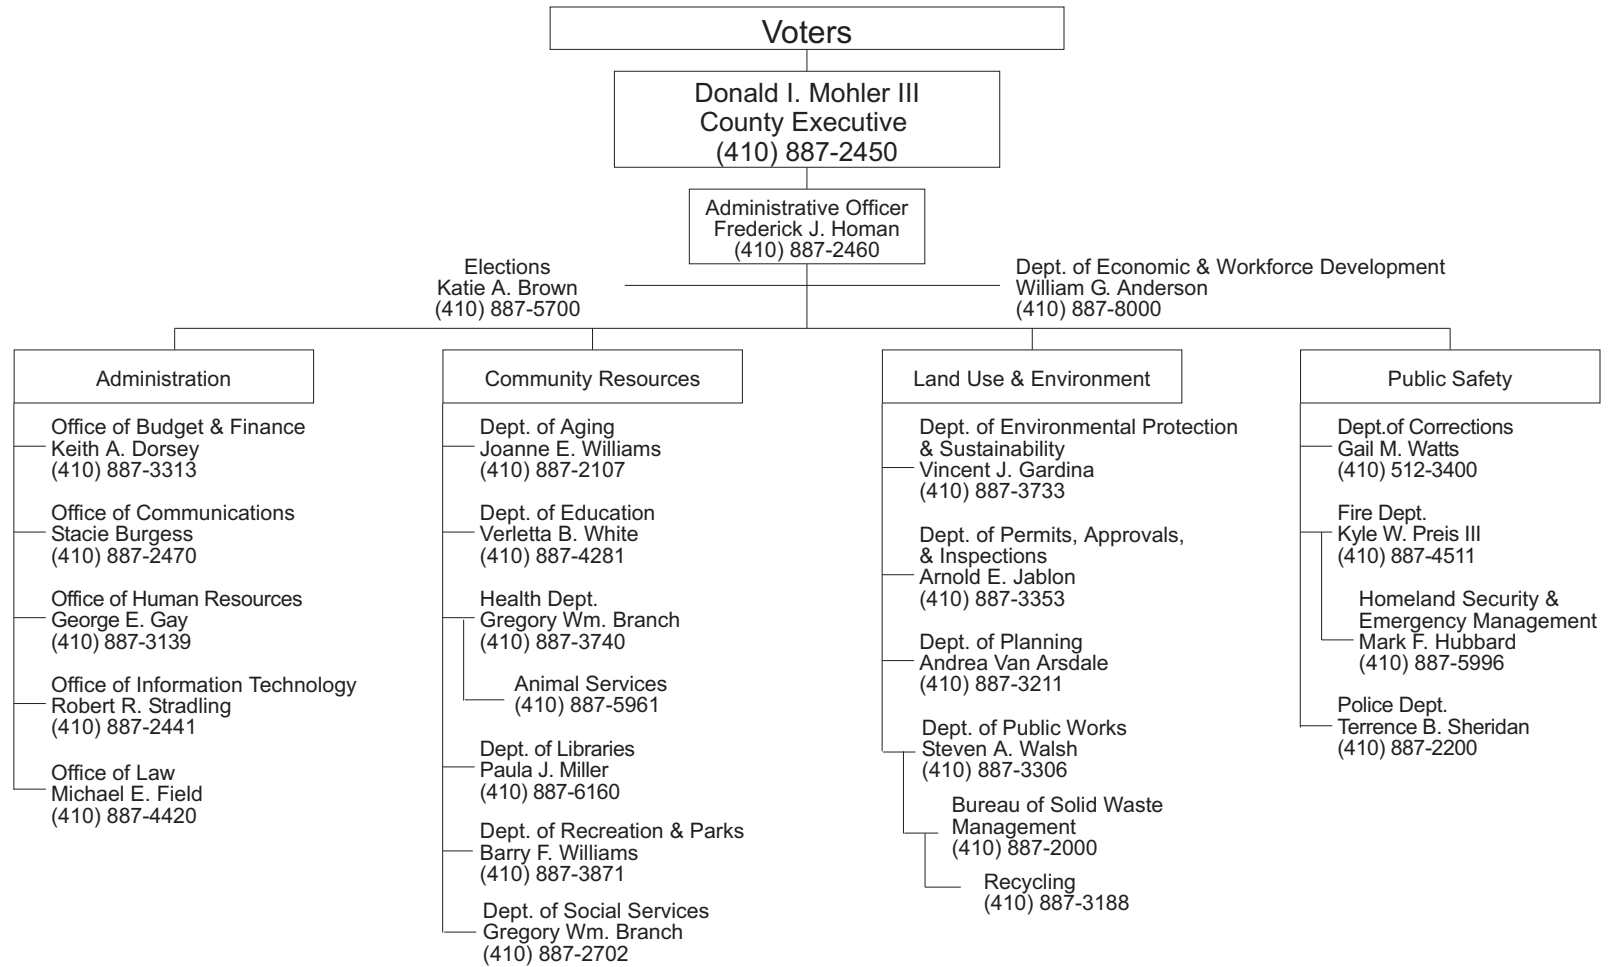 Voters
Donald I. Mohler III
County Executive
(410) 887-2450
Administrative Officer
Frederick J. Homan
(410) 887-2460
Elections
Katie A. Brown
(410) 887-5700
Dept. of Economic & Workforce Development
William G. Anderson
(410) 887-8000
Administration
Office of Budget & Finance
Keith A. Dorsey
(410) 887-3313
Office of Communications
Stacie Burgess
(410) 887-2470
Office of Human Resources
George E. Gay
(410) 887-3139
Office of Information Technology
Robert R. Stradling
(410) 887-2441
Office of Law
Michael E. Field
(410) 887-4420
Community Resources
Dept. of Aging
Joanne E. Williams
(410) 887-2107
Dept. of Education
Verletta B. White
(410) 887-4281
Health Dept.
Gregory Wm. Branch
(410) 887-3740
Animal Services
(410) 887-5961
Dept. of Libraries
Paula J. Miller
(410) 887-6160
Dept. of Recreation & Parks
Barry F. Williams
(410) 887-3871
Dept. of Social Services
Gregory Wm. Branch
(410) 887-2702
Land Use & Environment
Dept. of Environmental Protection
& Sustainability
Vincent J. Gardina
(410) 887-3733
Dept. of Permits, Approvals,
& Inspections
Arnold E. Jablon
(410) 887-3353
Dept. of Planning
Andrea Van Arsdale
(410) 887-3211
Dept. of Public Works
Steven A. Walsh
(410) 887-3306
Bureau of Solid Waste
Management
(410) 887-2000
Recycling
(410) 887-3188
Public Safety
Dept.of Corrections
Gail M. Watts
(410) 512-3400
Fire Dept.
Kyle W. Preis III
(410) 887-4511
Homeland Security &
Emergency Management
Mark F. Hubbard
(410) 887-5996
Police Dept.
Terrence B. Sheridan
(410) 887-2200